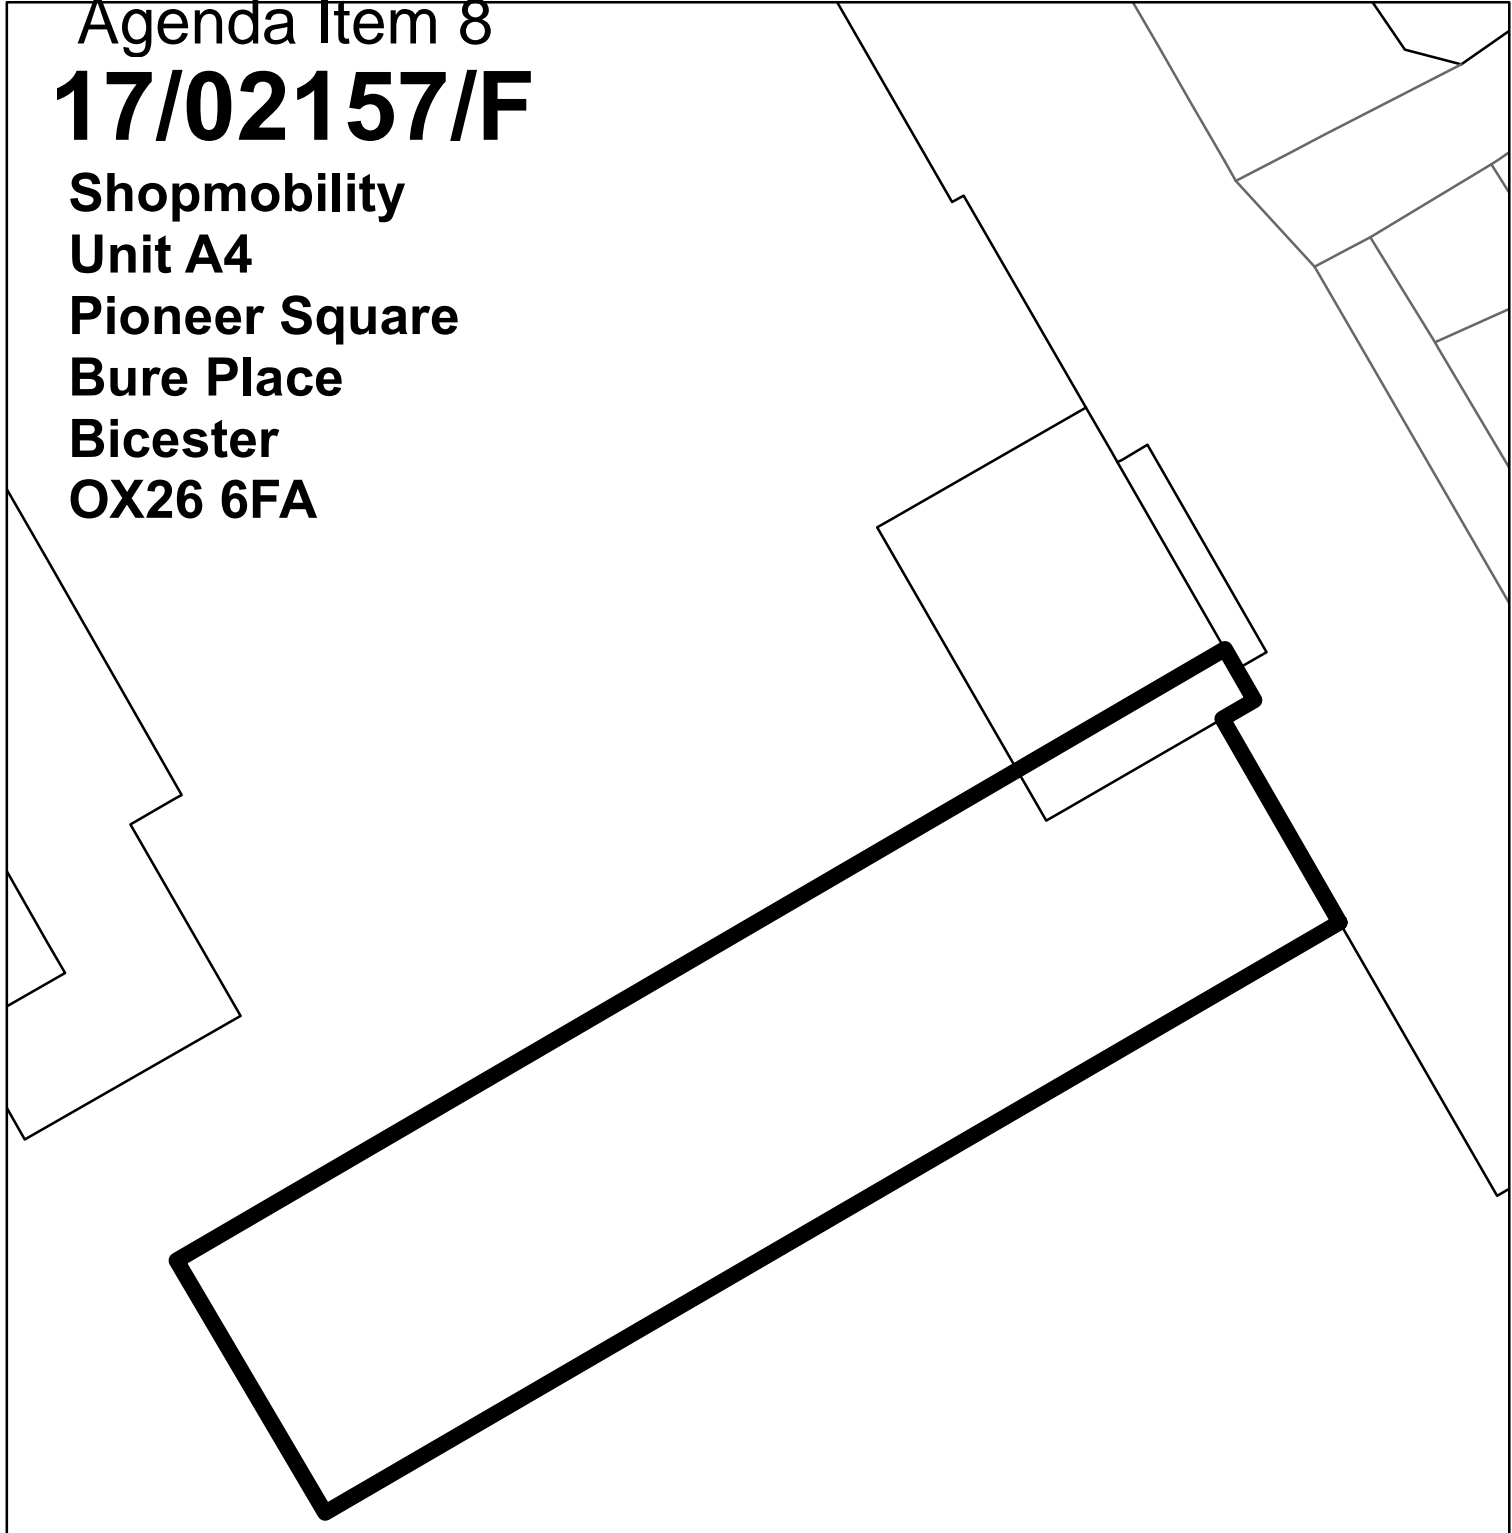 Agenda Item 8
17/02157/F
Shopmobility
Unit A4
Pioneer Square
Bure Place
Bicester
OX26 6FA